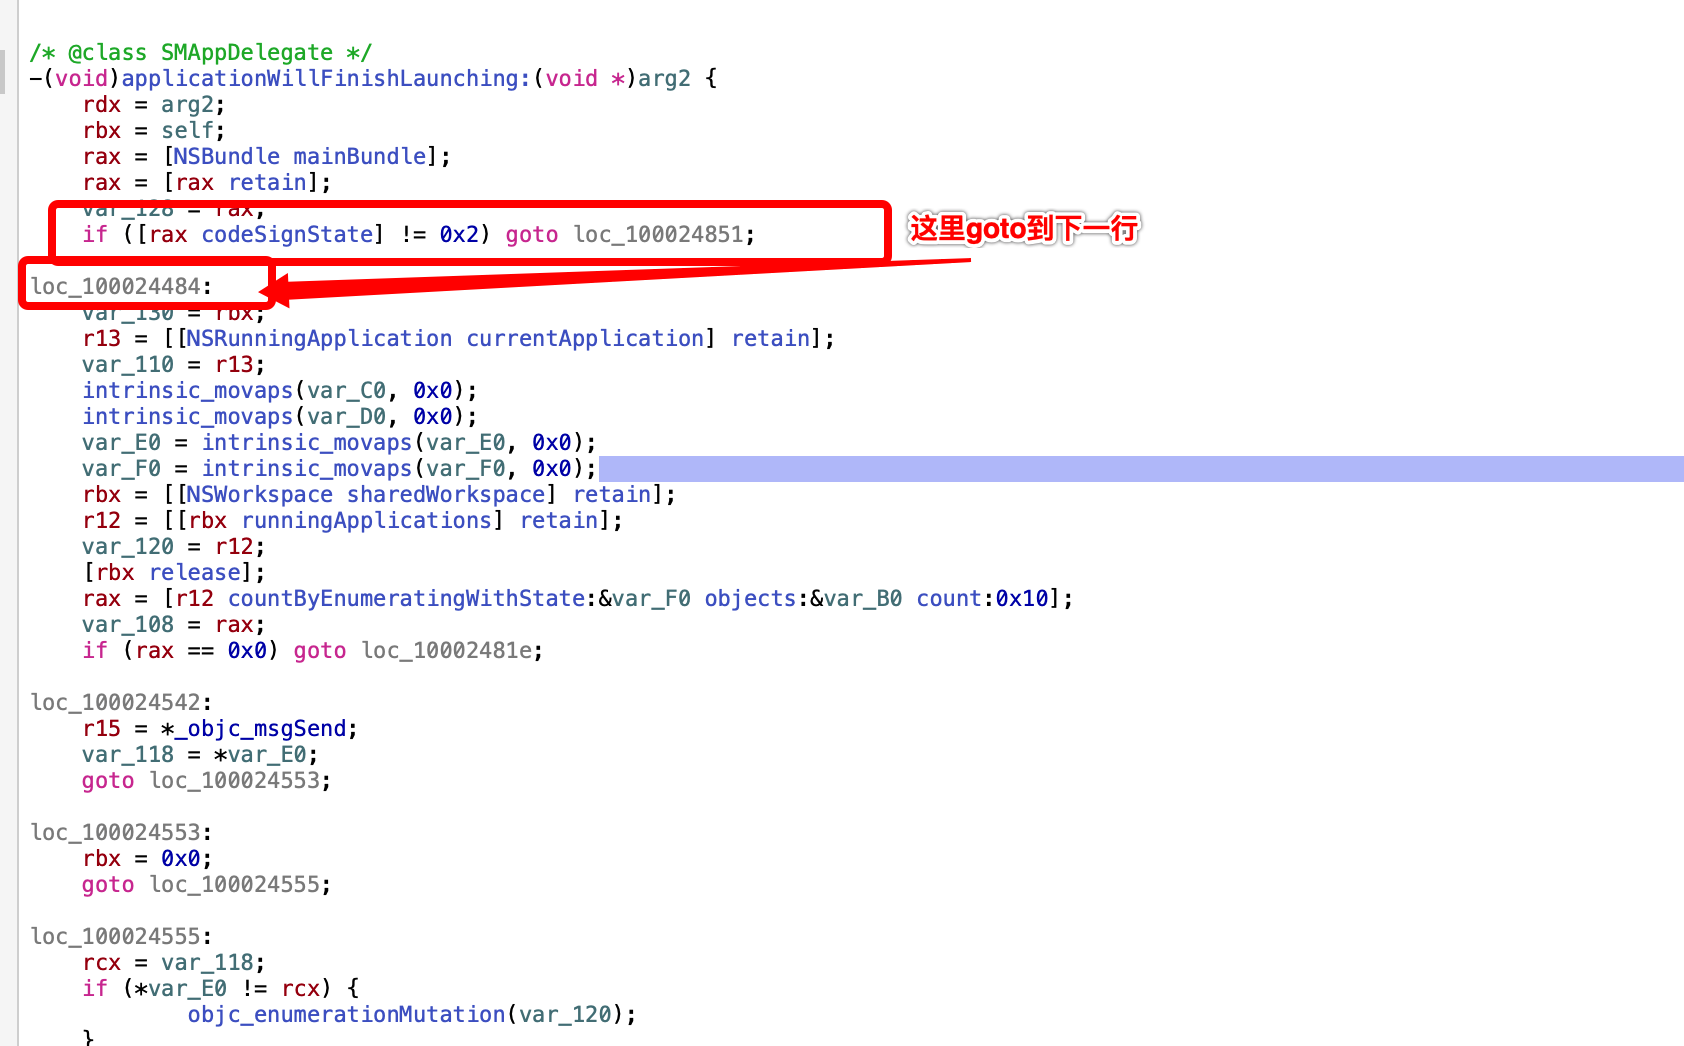 /* @class SMAppDelegate */
-(void)applicationWillFinishLaunching:(void *)arg2 {
    rdx = arg2;
    rbx = self;
    rax = [NSBundle mainBundle];
    rax = [rax retain];
    var_128 = rax;
    if ([rax codeSignState] != 0x2) goto loc_100024851;
这里goto到下一行
loc_100024484:
    var_130 = rbx;
    r13 = [[NSRunningApplication currentApplication] retain];
    var_110 = r13;
    intrinsic_movaps(var_C0, 0x0);
    intrinsic_movaps(var_D0, 0x0);
    var_E0 = intrinsic_movaps(var_E0, 0x0);
    var_F0 = intrinsic_movaps(var_F0, 0x0);
    rbx = [[NSWorkspace sharedWorkspace] retain];
    r12 = [[rbx runningApplications] retain];
    var_120 = r12;
    [rbx release];
    rax = [r12 countByEnumeratingWithState:&var_F0 objects:&var_B0 count:0x10];
    var_108 = rax;
    if (rax == 0x0) goto loc_10002481e;
loc_100024542:
    r15 = *_objc_msgSend;
    var_118 = *var_E0;
    goto loc_100024553;
loc_100024553:
    rbx = 0x0;
    goto loc_100024555;
loc_100024555:
    rcx = var_118;
    if (*var_E0 != rcx) {
            objc_enumerationMutation(var_120);
    }